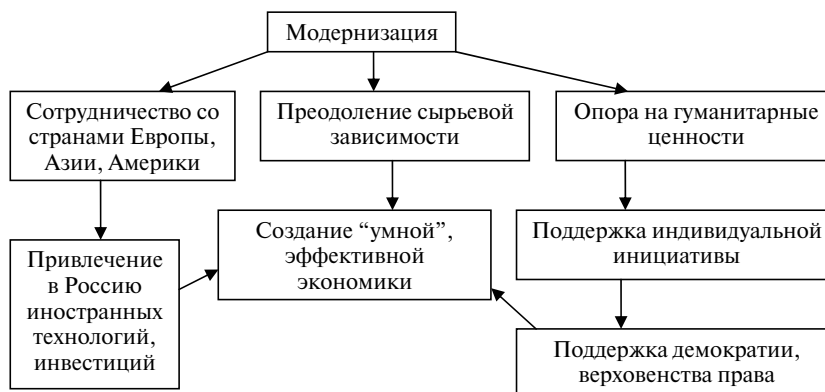 Модернизация
Сотрудничество со
странами Европы,
Азии, Америки
Преодоление сырьевой
зависимости
Опора на гуманитарные
ценности
Привлечение
в Россию
иностранных
технологий,
инвестиций
Создание “умной”,
эффективной
экономики
Поддержка индивидуальной
инициативы
Поддержка демократии,
верховенства права